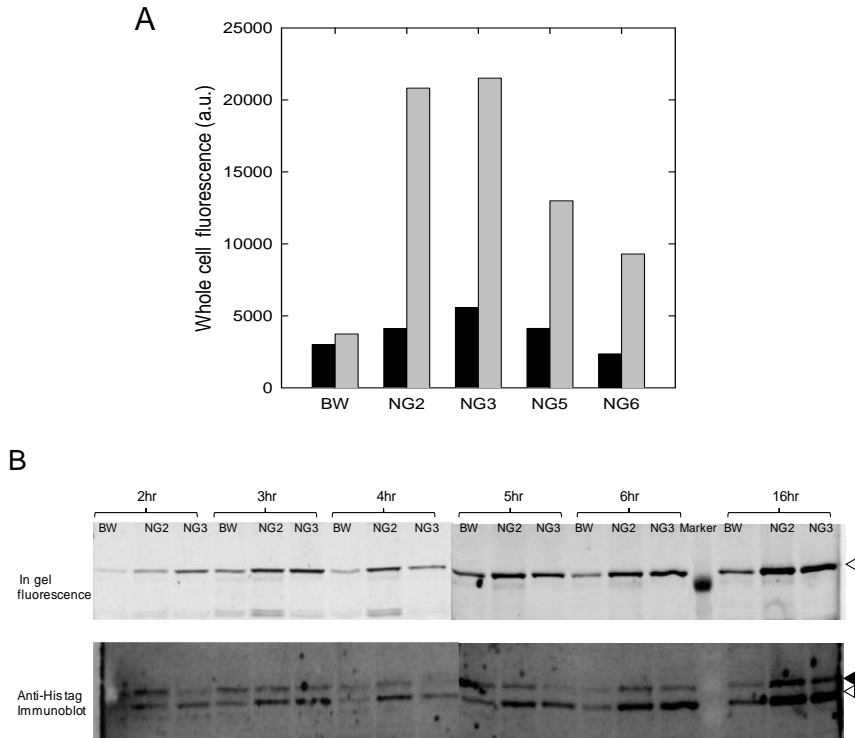 A
25000
20000
15000
10000
5000
0
Whole cell fluorescence (a.u.)
BW NG2 NG3 NG5 NG6
B
2hr 3hr 4hr 5hr 6hr 16hr
BW NG2 NG3 BW NG2 NG3 BW NG2 NG3 BW NG2 NG3 BW NG2 NG3 Marker BW NG2 NG3
In gel
fluorescence
Anti-His tag
Immunoblot